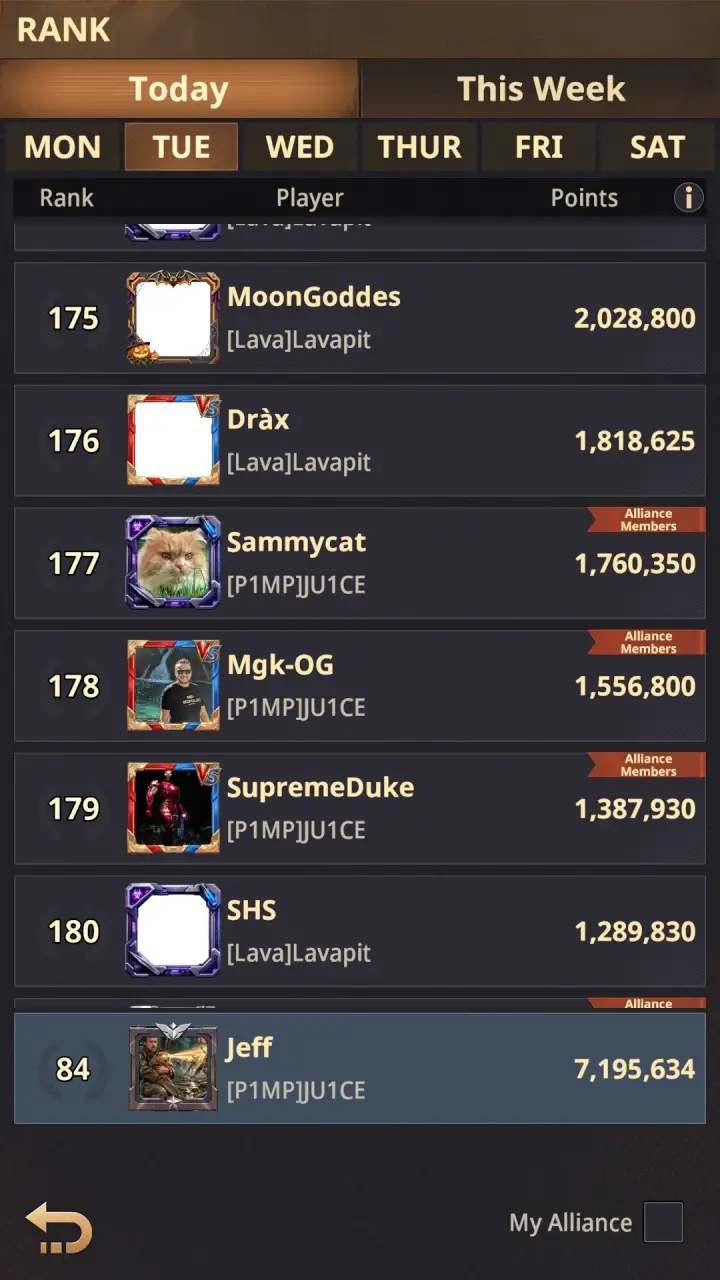 RANK
Today
This Week
MON
TUE
WED
THUR
FRI
SAT
Rank
Player
Points
i
175
MoonGoddes
[Lava]Lavapit
2,028,800
176
VS
Dràx
[Lava]Lavapit
1,818,625
Alliance
Members
177
Sammycat
[P1MP]JU1CE
1,760,350
Alliance
Members
178
VS
Mgk-OG
[P1MP]JU1CE
1,556,800
Alliance
Members
179
VS
SupremeDuke
[P1MP]JU1CE
1,387,930
180
SHS
[Lava]Lavapit
1,289,830
Alliance
84
Jeff
[P1MP]JU1CE
7,195,634
My Alliance